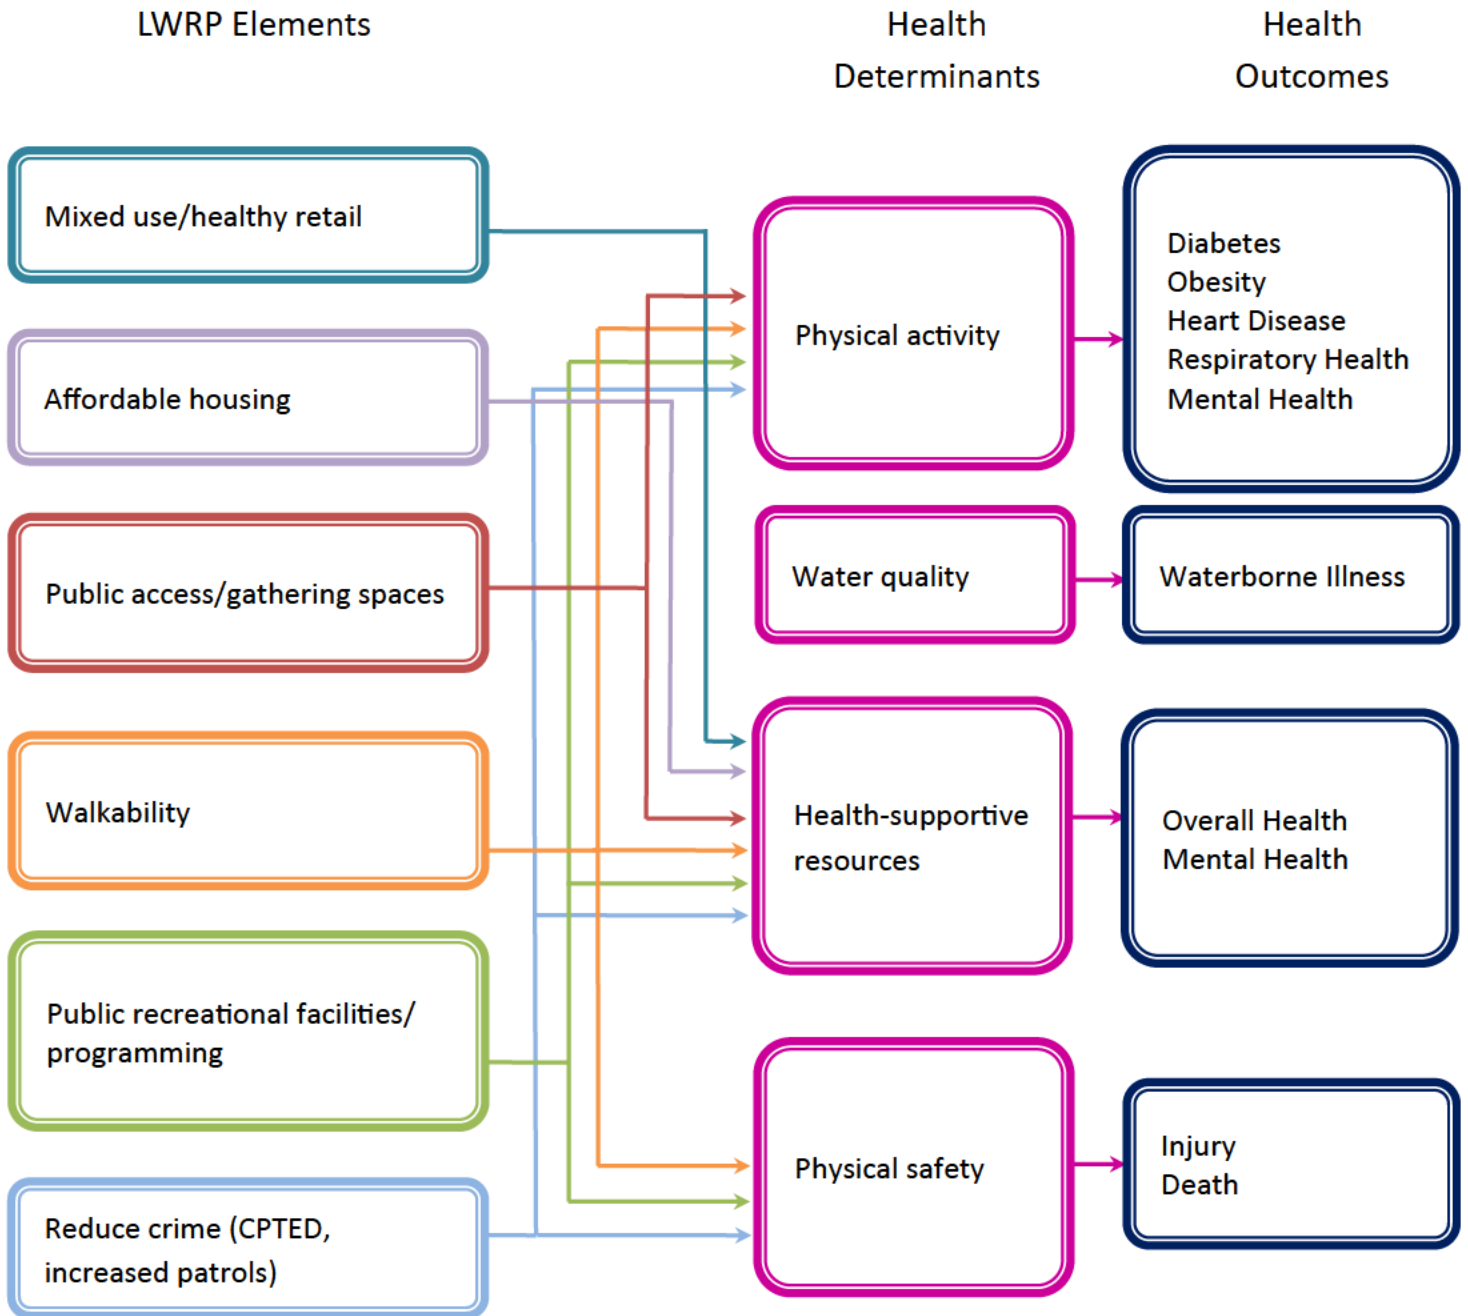 LWRP Elements
Health
Determinants
Health
Outcomes
Mixed use/healthy retail
Affordable housing
Public access/gathering spaces
Walkability
Public recreational facilities/
programming
Reduce crime (CPTED,
increased patrols)
Physical activity
Water quality
Health-supportive
resources
Physical safety
Diabetes
Obesity
Heart Disease
Respiratory Health
Mental Health
Waterborne Illness
Overall Health
Mental Health
Injury
Death